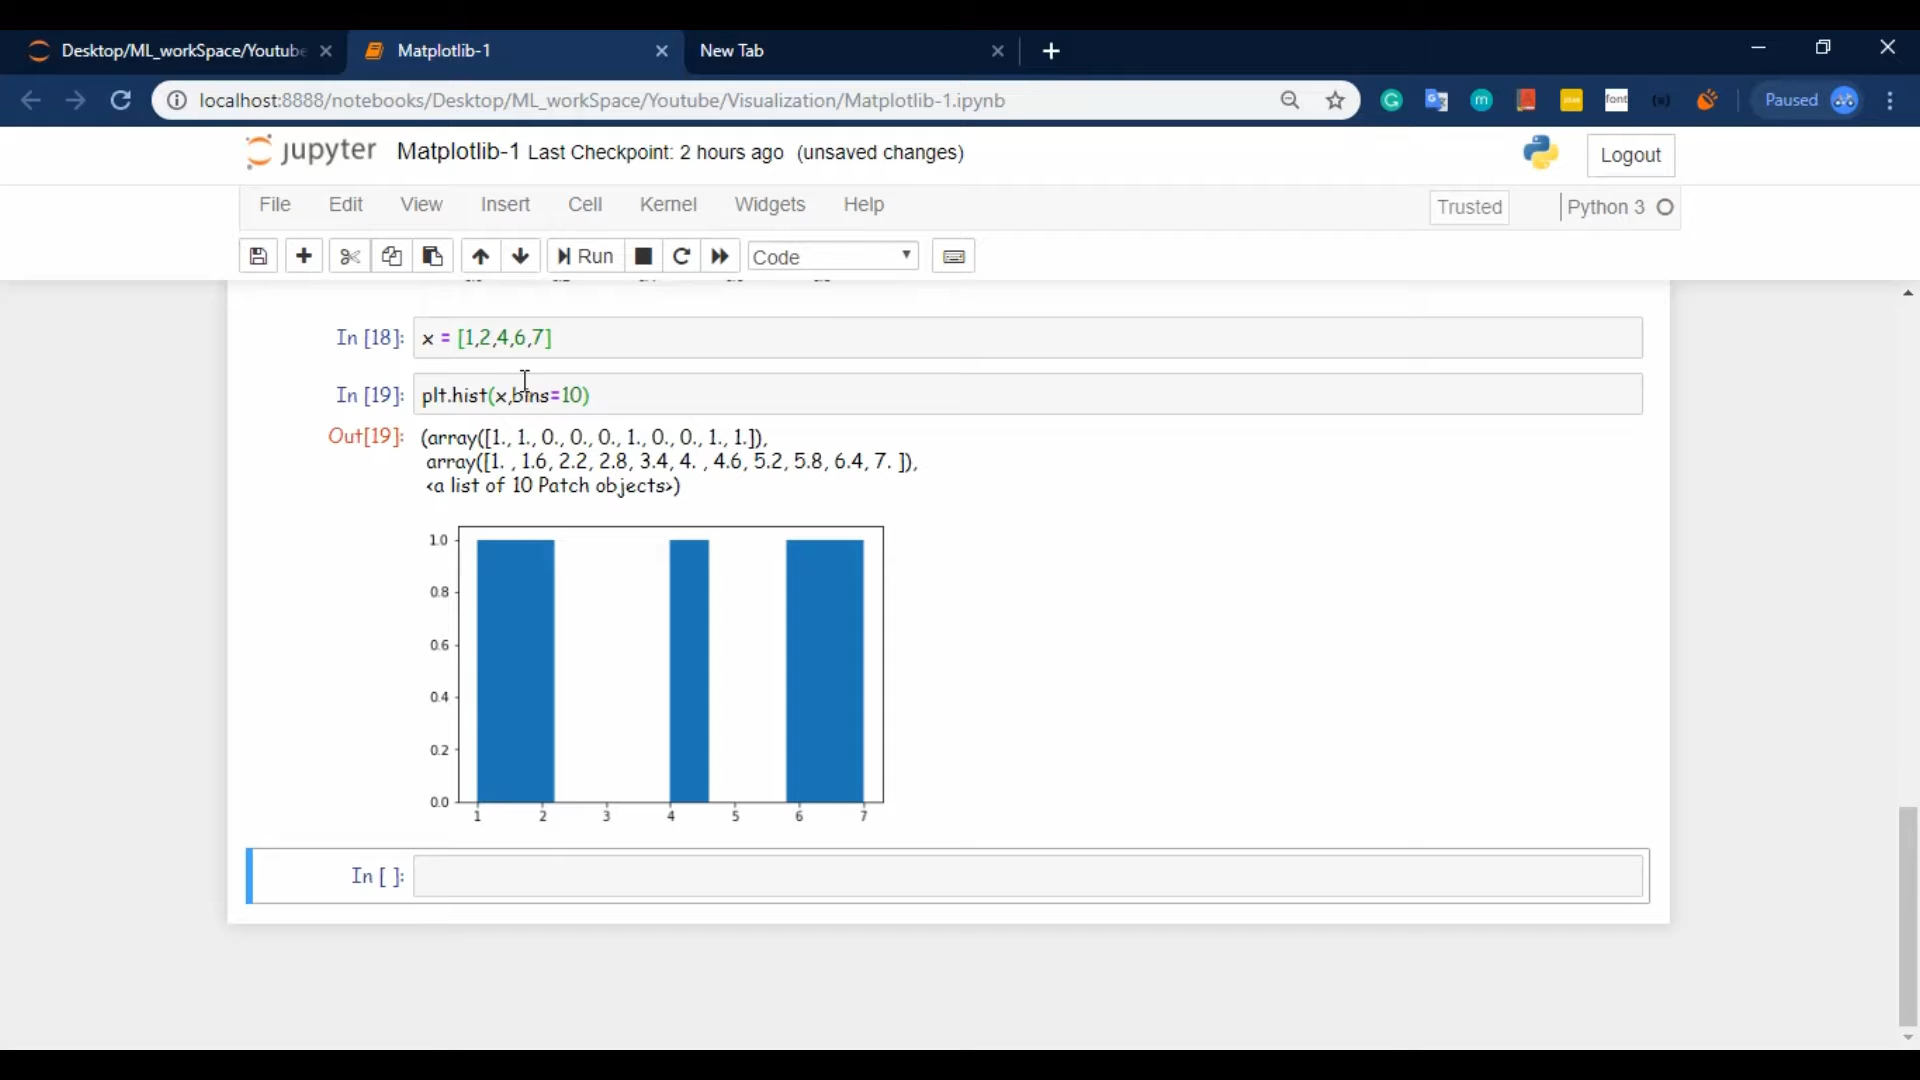 Desktop/ML_workSpace/Youtube
Matplotlib-1
New Tab
localhost:8888/notebooks/Desktop/ML_workSpace/Youtube/Visualization/Matplotlib-1.ipynb
font
Paused
jupyter Matplotlib-1 Last Checkpoint: 2 hours ago (unsaved changes)
Logout
File Edit View Insert Cell Kernel Widgets Help
Trusted
Python 3
Run
Code
In [18]: x = [1,2,4,6,7]
In [19]: plt.hist(x,bins=10)
Out[19]: (array([1., 1., 0., 0., 0., 1., 0., 0., 1., 1.]),
array([1. , 1.6, 2.2, 2.8, 3.4, 4. , 4.6, 5.2, 5.8, 6.4, 7. ]),
<a list of 10 Patch objects>)
1.0
0.8
0.6
0.4
0.2
0.0
1 2 3 4 5 6 7
In [ ]: